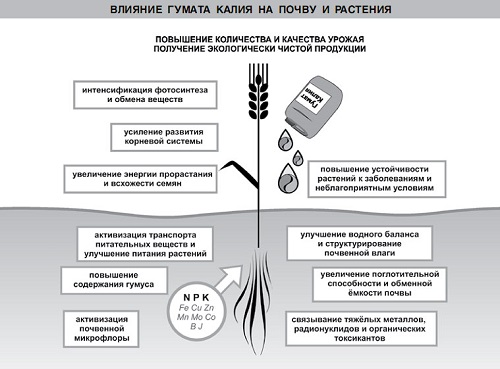 ВЛИЯНИЕ ГУМАТА КАЛИЯ НА ПОЧВУ И РАСТЕНИЯ
ПОВЫШЕНИЕ КОЛИЧЕСТВА И КАЧЕСТВА УРОЖАЯ
ПОЛУЧЕНИЕ ЭКОЛОГИЧЕСКИ ЧИСТОЙ ПРОДУКЦИИ
интенсификация фотосинтеза
и обмена веществ
Гумат
Калия
усиление развития
корневой системы
увеличение энергии прорастания
и всхожести семян
повышение устойчивости
растений к заболеваниям и
неблагоприятным условиям
активизация транспорта
питательных веществ и
улучшение питания растений
улучшение водного баланса
и структурирование
почвенной влаги
повышение
содержания гумуса
увеличение поглотительной
способности и обменной
ёмкости почвы
N P K
Fe Cu Zn
Mn Mo Co
B J
активизация
почвенной
микрофлоры
связывание тяжёлых металлов,
радионуклидов и органических
токсикантов